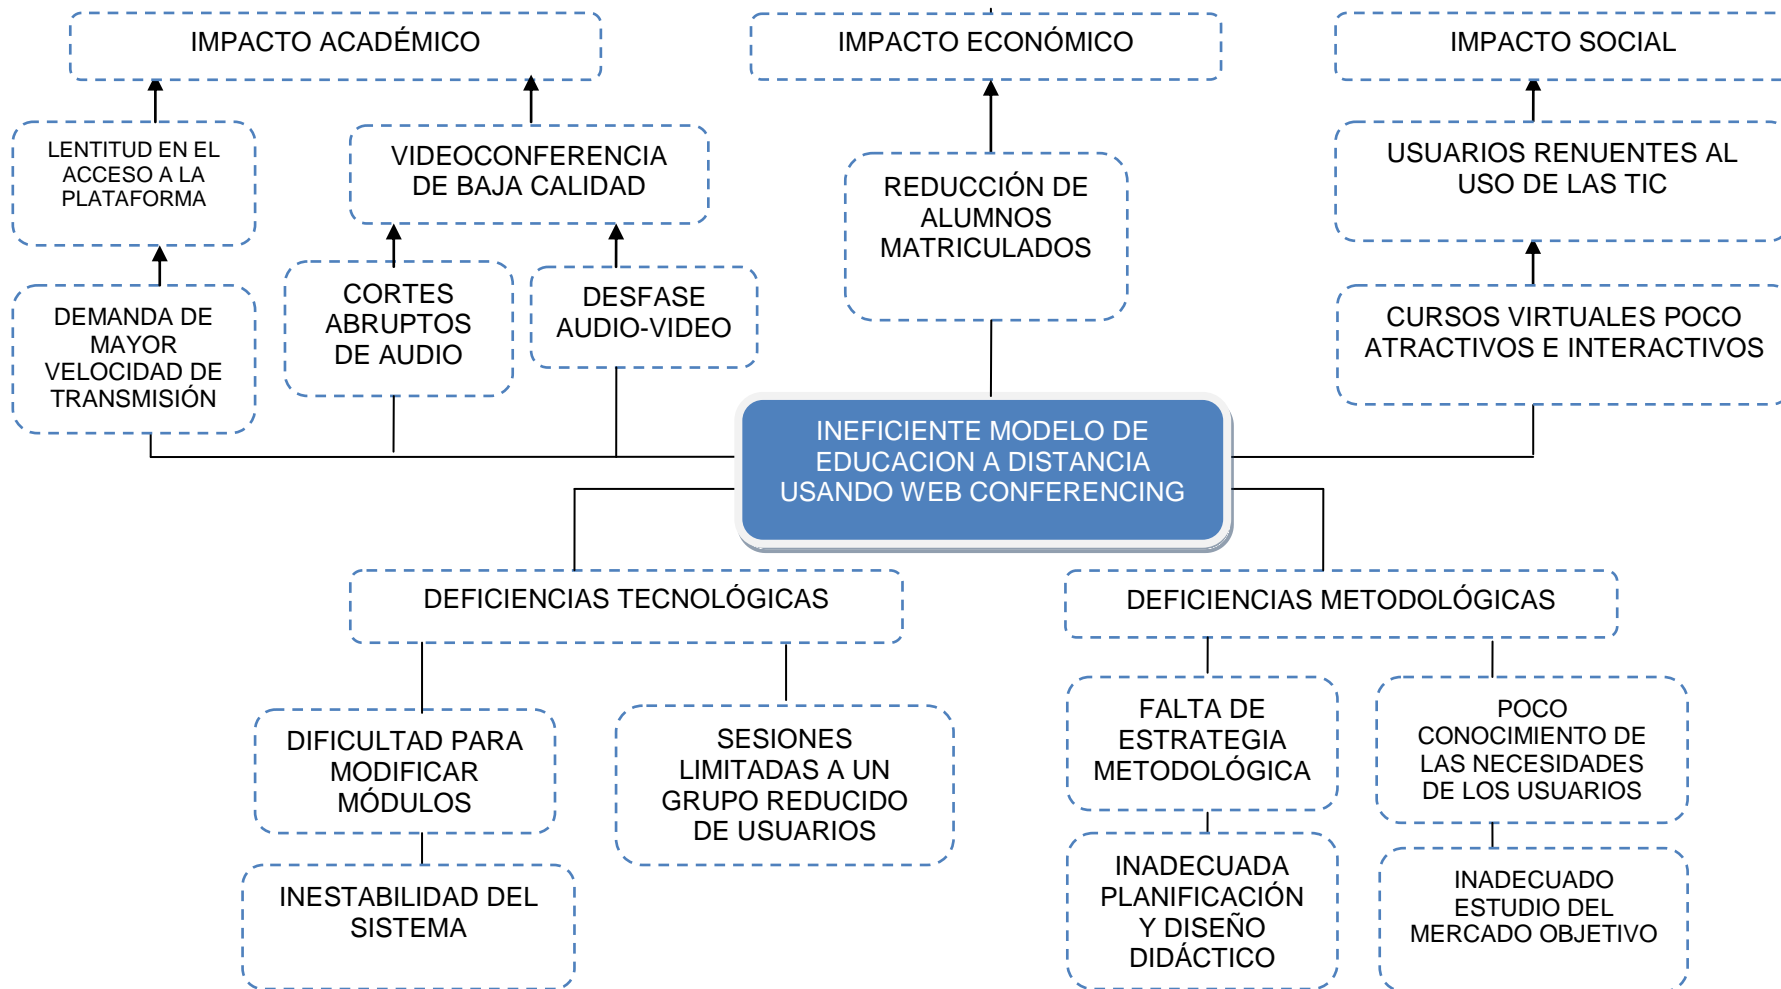 IMPACTO ACADÉMICO
IMPACTO ECONÓMICO
IMPACTO SOCIAL
LENTITUD EN EL
ACCESO A LA
PLATAFORMA
VIDEOCONFERENCIA
DE BAJA CALIDAD
REDUCCIÓN DE
ALUMNOS
MATRICULADOS
USUARIOS RENUENTES AL
USO DE LAS TIC
DEMANDA DE
MAYOR
VELOCIDAD DE
TRANSMISIÓN
CORTES
ABRUPTOS
DE AUDIO
DESFASE
AUDIO-VIDEO
CURSOS VIRTUALES POCO
ATRACTIVOS E INTERACTIVOS
INEFICIENTE MODELO DE
EDUCACION A DISTANCIA
USANDO WEB CONFERENCING
DEFICIENCIAS TECNOLÓGICAS
DEFICIENCIAS METODOLÓGICAS
DIFICULTAD PARA
MODIFICAR
MÓDULOS
SESIONES
LIMITADAS A UN
GRUPO REDUCIDO
DE USUARIOS
FALTA DE
ESTRATEGIA
METODOLÓGICA
POCO
CONOCIMIENTO DE
LAS NECESIDADES
DE LOS USUARIOS
INESTABILIDAD DEL
SISTEMA
INADECUADA
PLANIFICACIÓN
Y DISEÑO
DIDÁCTICO
INADECUADO
ESTUDIO DEL
MERCADO OBJETIVO